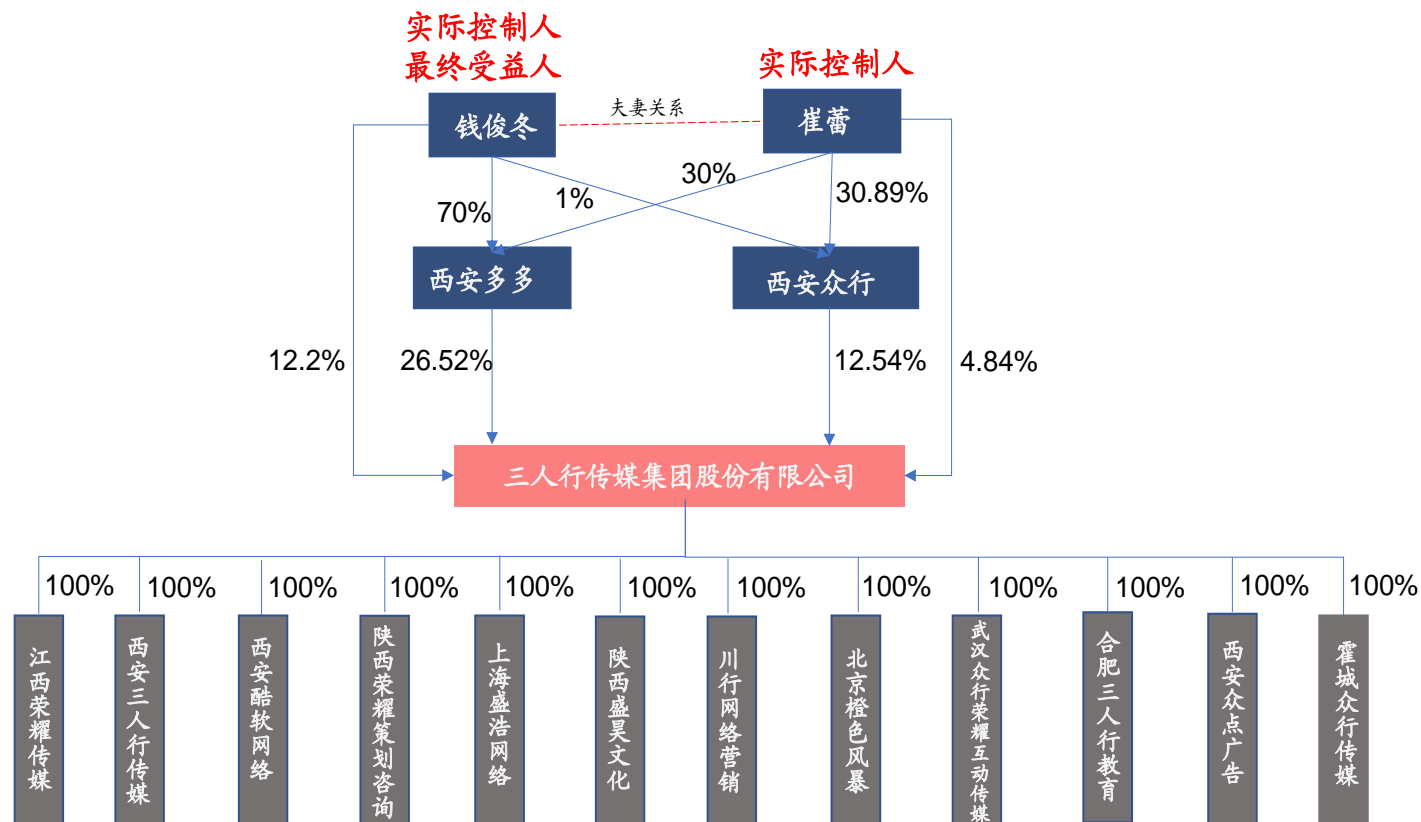 实际控制人
最终受益人
实际控制人
钱俊冬
夫妻关系
崔蕾
70%
1%
30%
30.89%
西安多多
西安众行
12.2%
26.52%
12.54%
4.84%
三人行传媒集团股份有限公司
100%
100%
100%
100%
100%
100%
100%
100%
100%
100%
100%
100%
江西荣耀传媒
西安三人行传媒
西安酷软网络
陕西荣耀策划咨询
上海盛浩网络
陕西盛昊文化
川行网络营销
北京橙色风暴
武汉众行荣耀互动传媒
合肥三人行教育
西安众点广告
霍城众行传媒